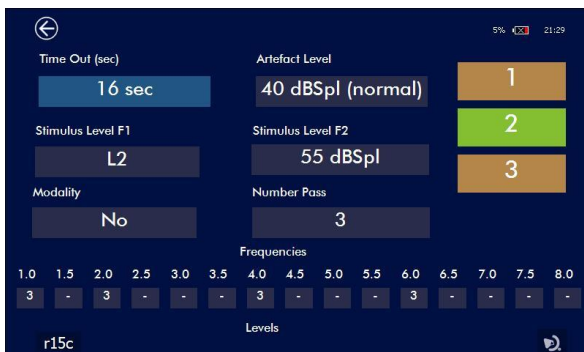 5% 21:29
Time Out (sec) Artefact Level
16 sec 40 dBSpl (normal) 1
Stimulus Level F1 Stimulus Level F2 2
L2 55 dBSpl 3
Modality Number Pass
No 3
Frequencies
1.0 1.5 2.0 2.5 3.0 3.5 4.0 4.5 5.0 5.5 6.0 6.5 7.0 7.5 8.0
3 - 3 - - - 3 - - - 3 - - - -
Levels
r15c